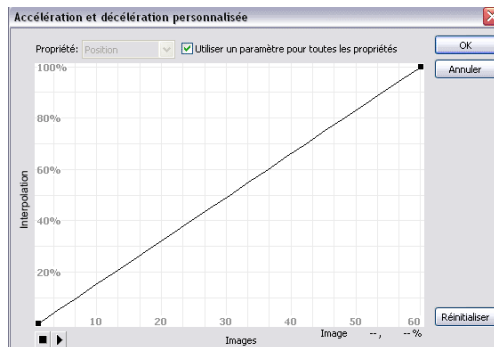 Accélération et décélération personnalisée
Propriété: Position Utiliser un paramètre pour toutes les propriétés OK
Annuler
100%
80%
60%
40%
20%
Interpolation
10 20 30 40 50 60
Réinitialiser
Image --, --%
Images